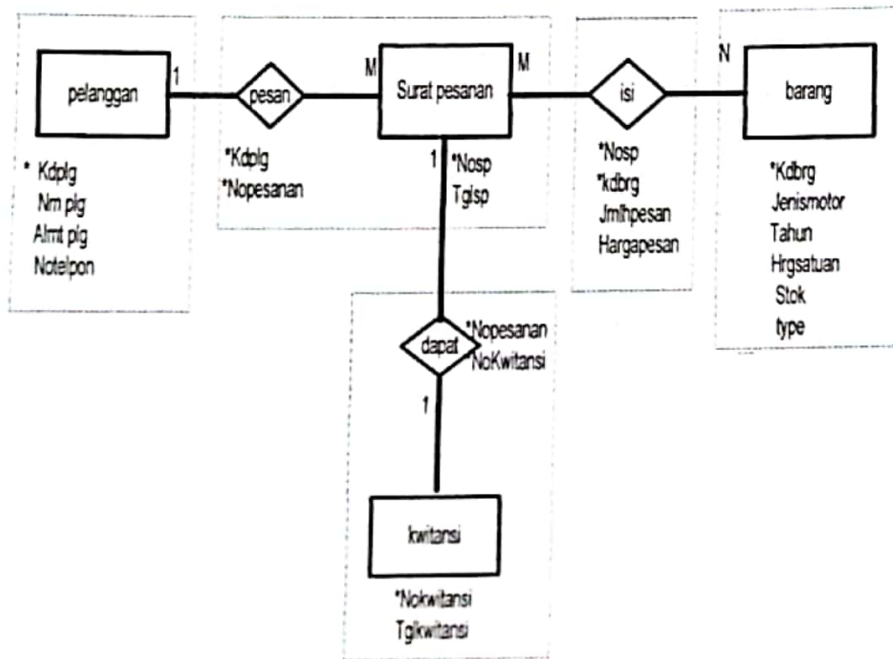 pelanggan
1
* Kdplg
Nm plg
Almt plg
Notelpon
pesan
*Kdplg
*Nopesanan
M
Surat pesanan
M
1
*Nosp
Tglsp
isi
*Nosp
*kdbrg
Jmlhpesan
Hargapesan
N
barang
*Kdbrg
Jenismotor
Tahun
Hrgsatuan
Stok
type
dapat
*Nopesanan
*NoKwitansi
1
kwitansi
*Nokwitansi
Tglkwitansi